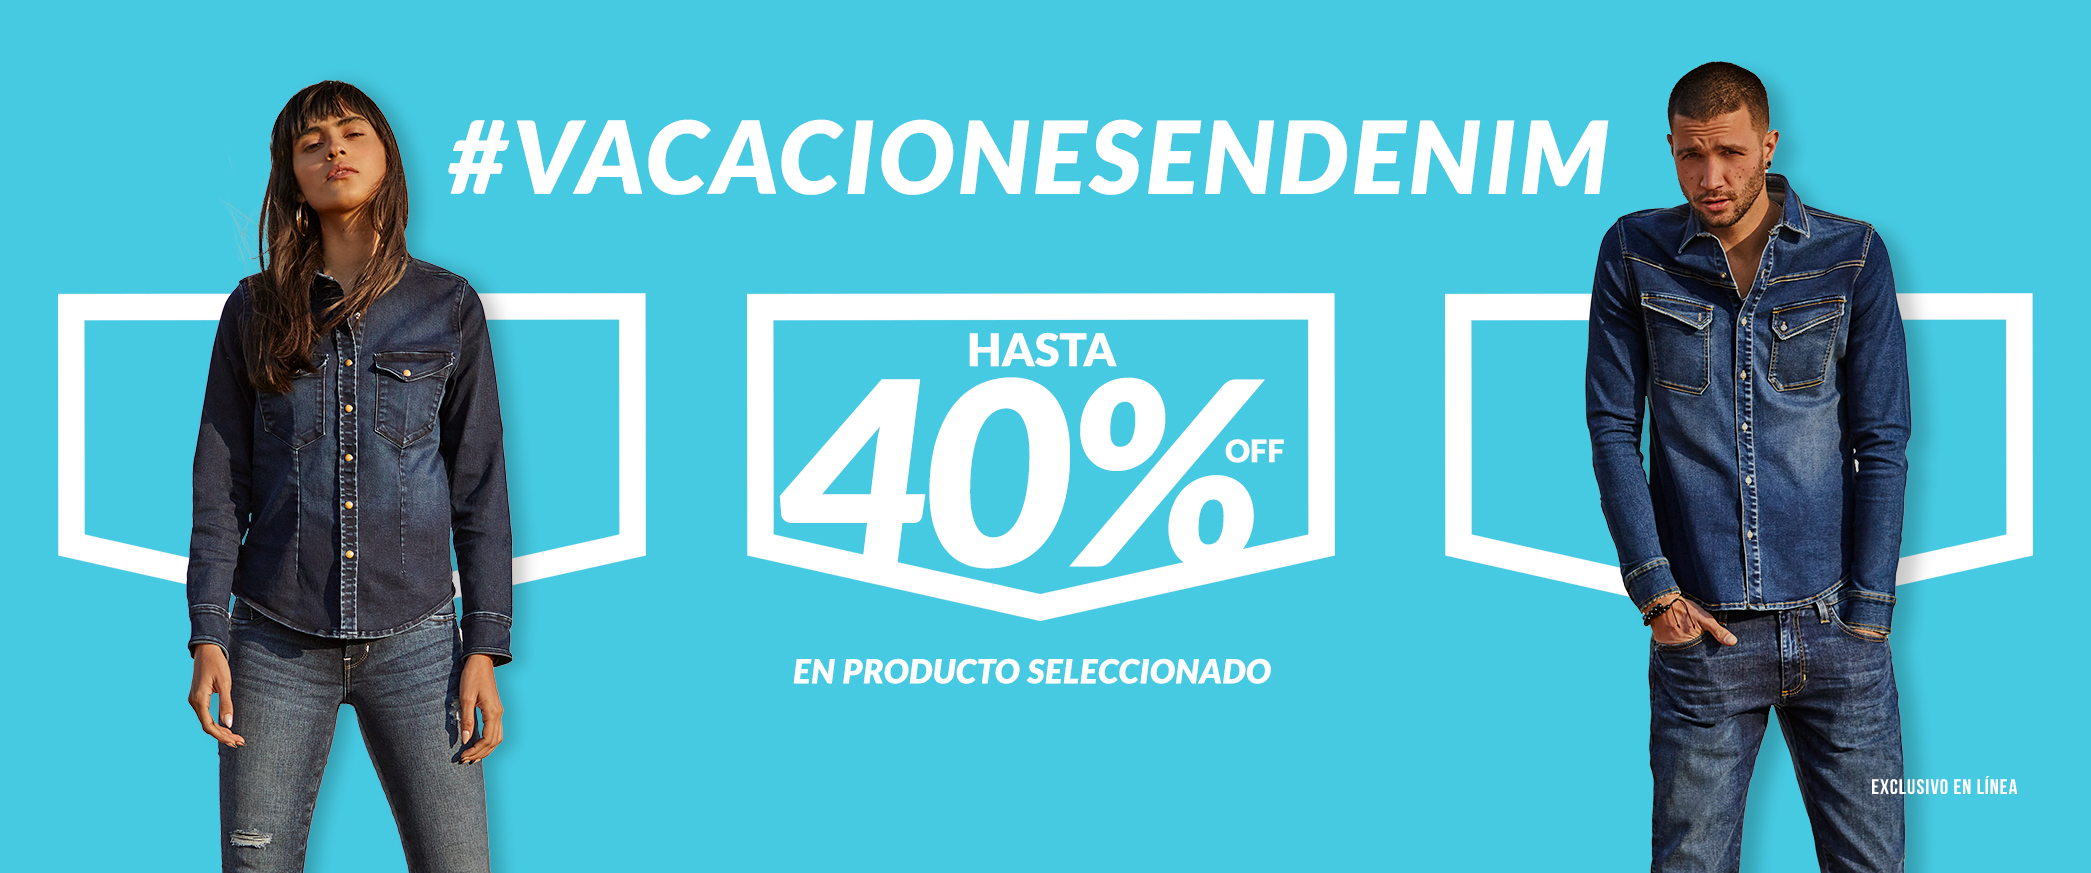 #VACACIONESENDENIM
HASTA
40%
OFF
EN PRODUCTO SELECCIONADO
EXCLUSIVO EN LÍNEA